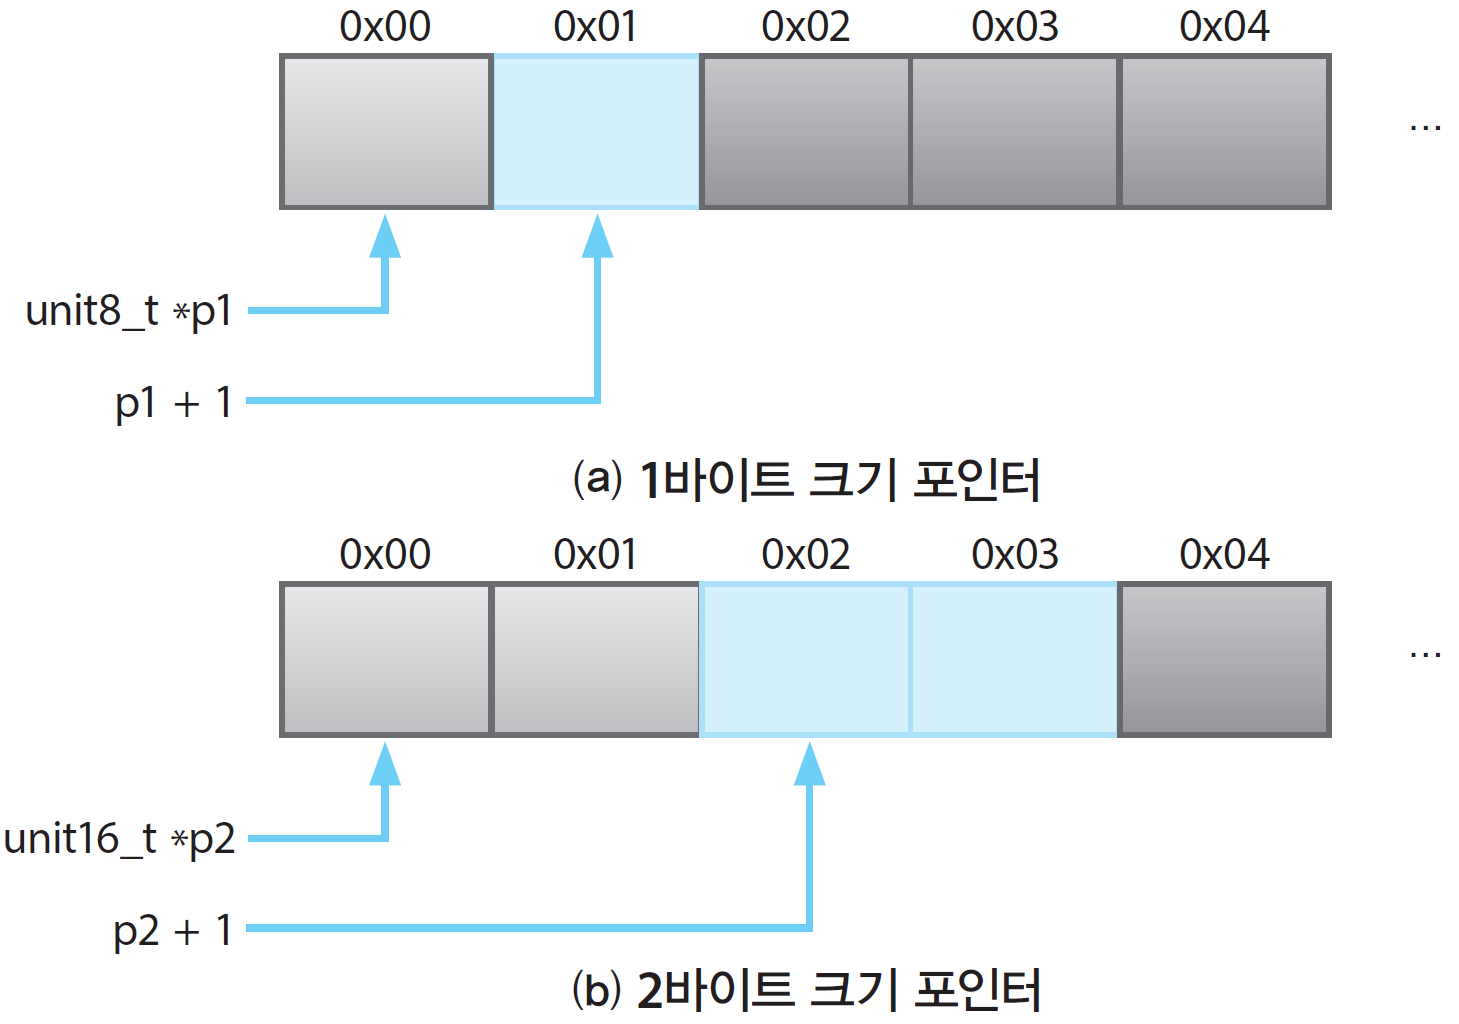 0x00 0x01 0x02 0x03 0x04
...
unit8_t *p1
p1 + 1
(a) 1바이트 크기 포인터
0x00 0x01 0x02 0x03 0x04
...
unit16_t *p2
p2 + 1
(b) 2바이트 크기 포인터